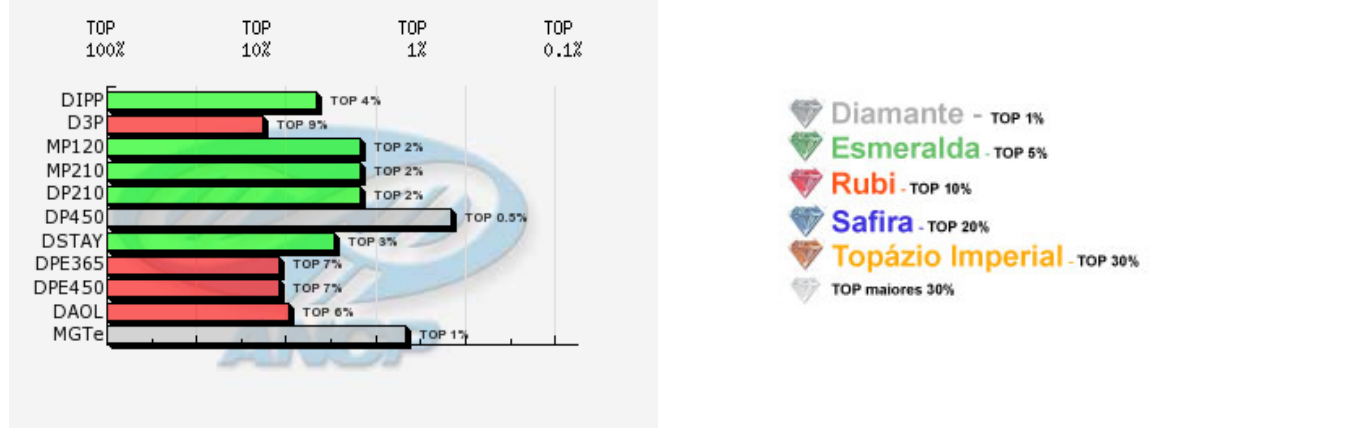 TOP TOP TOP TOP
100% 10% 1% 0.1%
DIPP TOP 4%
D3P TOP 9%
MP120 TOP 2%
MP210 TOP 2%
DP210 TOP 2%
DP450 TOP 0.5%
DSTAY TOP 3%
DPE365 TOP 7%
DPE450 TOP 7%
DAOL TOP 6%
MGTe TOP 1%
ANCP
Diamante - TOP 1%
Esmeralda - TOP 5%
Rubi - TOP 10%
Safira - TOP 20%
Topázio Imperial - TOP 30%
TOP maiores 30%